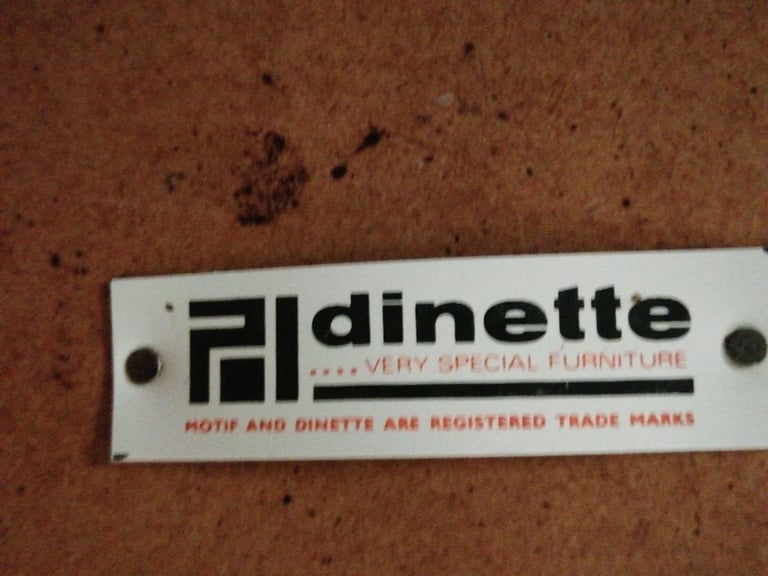 dinette
....VERY SPECIAL FURNITURE
MOTIF AND DINETTE ARE REGISTERED TRADE MARKS